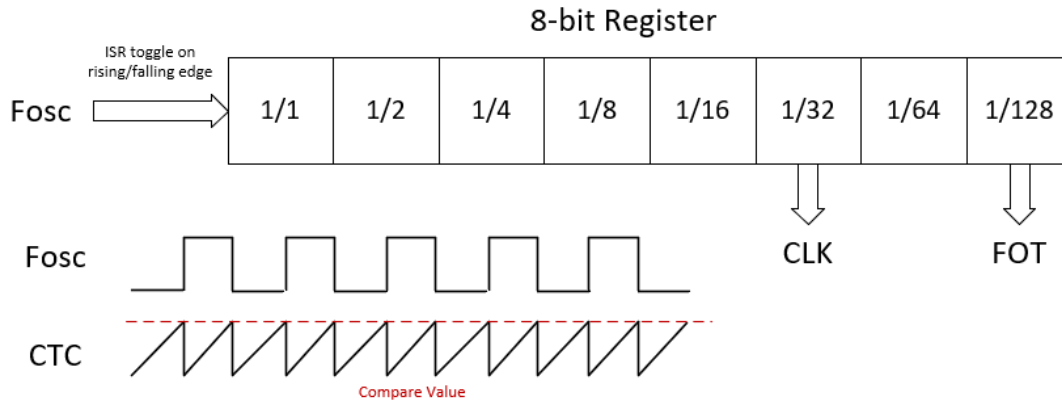 8-bit Register
ISR toggle on
rising/falling edge
Fosc
1/1 1/2 1/4 1/8 1/16 1/32 1/64 1/128
CLK FOT
Fosc
CTC
Compare Value